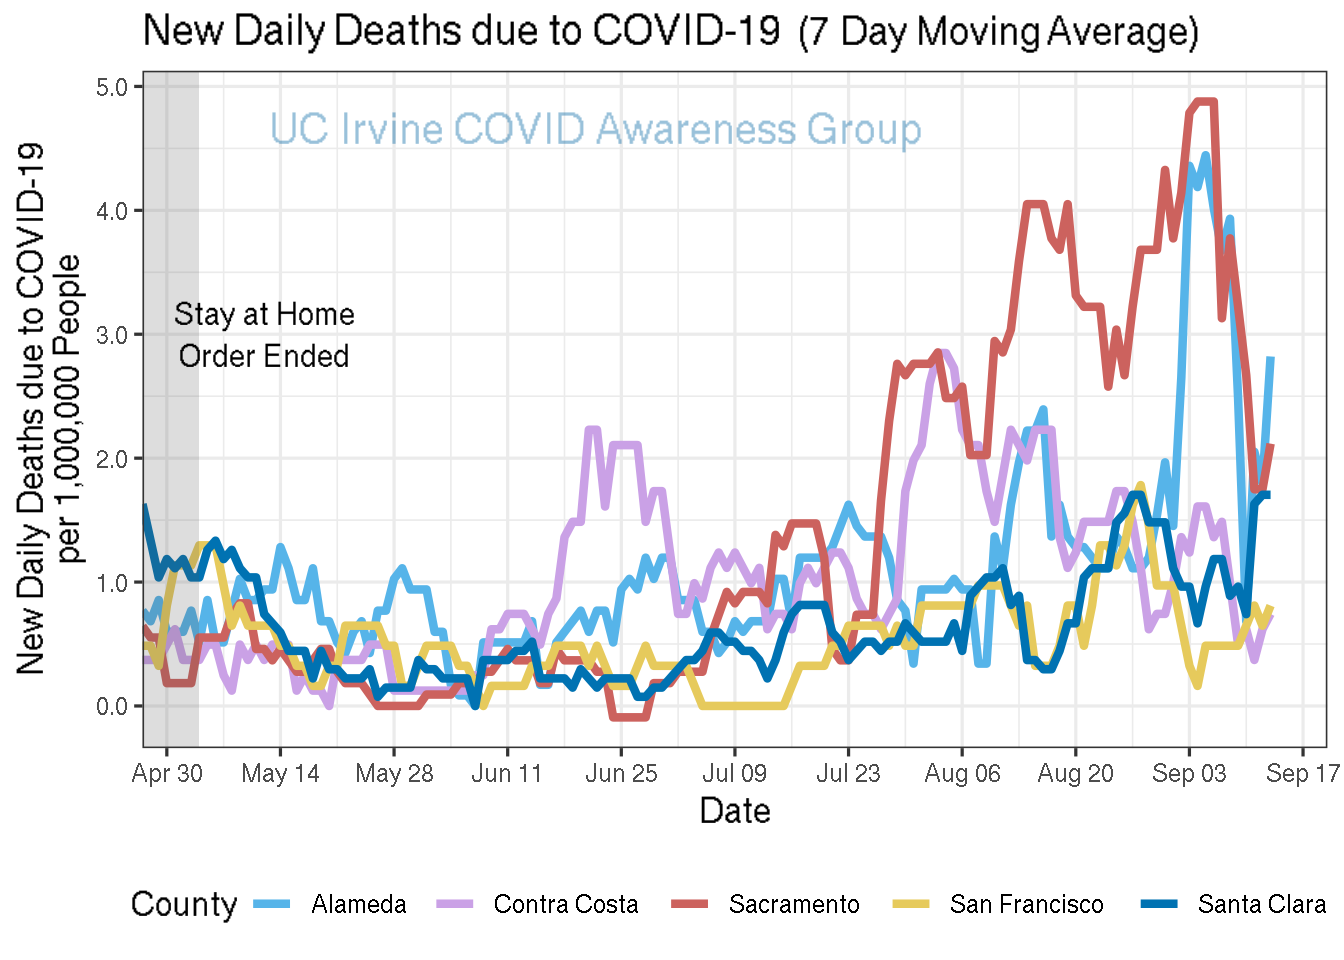 New Daily Deaths due to COVID-19 (7 Day Moving Average)
UC Irvine COVID Awareness Group
Stay at Home
Order Ended
New Daily Deaths due to COVID-19
per 1,000,000 People
5.0
4.0
3.0
2.0
1.0
0.0
Apr 30 May 14 May 28 Jun 11 Jun 25 Jul 09 Jul 23 Aug 06 Aug 20 Sep 03 Sep 17
Date
County Alameda Contra Costa Sacramento San Francisco Santa Clara